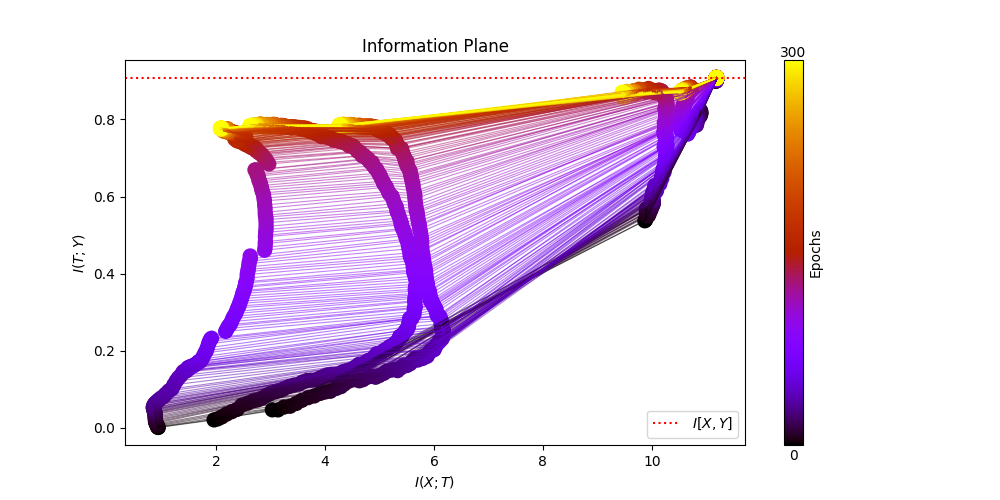 Information Plane
300
0.8
0.6
0.4
0.2
0.0
I(T; Y)
Epochs
I[X, Y]
0
2
4
6
8
10
I(X; T)